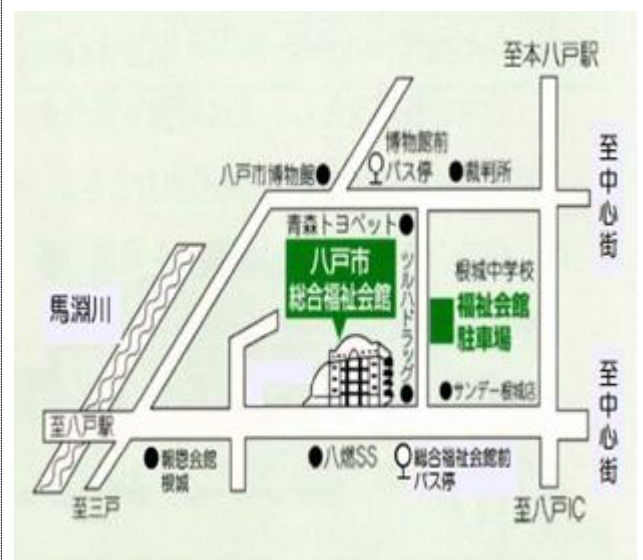 至本八戸駅
博物館前
バス停
裁判所
八戸市博物館
至中心街
青森トヨペット
八戸市
総合福祉会館
ツルハドラッグ
根城中学校
福祉会館
駐車場
馬淵川
サンデー根城店
至中心街
至八戸駅
報恩会館
根城
八燃SS
総合福祉会館前
バス停
至三戸
至八戸IC